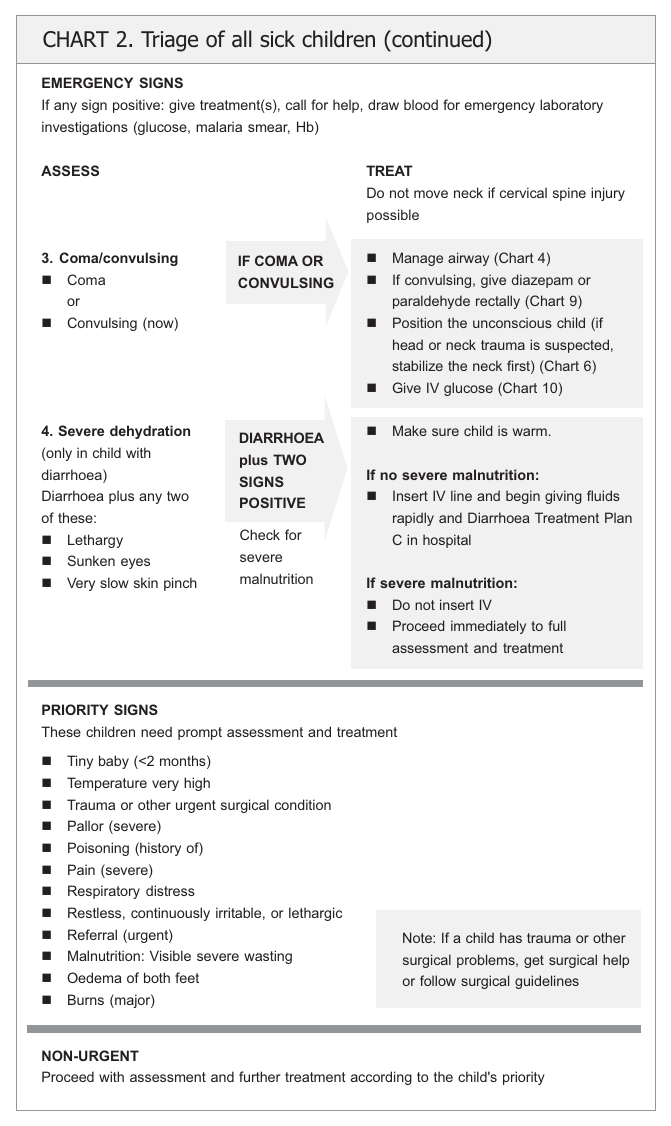 CHART 2. Triage of all sick children (continued)
EMERGENCY SIGNS
If any sign positive: give treatment(s), call for help, draw blood for emergency laboratory
investigations (glucose, malaria smear, Hb)
ASSESS
TREAT
Do not move neck if cervical spine injury
possible
3. Coma/convulsing
■ Coma
or
■ Convulsing (now)
IF COMA OR
CONVULSING
■ Manage airway (Chart 4)
■ If convulsing, give diazepam or
paraldehyde rectally (Chart 9)
■ Position the unconscious child (if
head or neck trauma is suspected,
stabilize the neck first) (Chart 6)
■ Give IV glucose (Chart 10)
4. Severe dehydration
(only in child with
diarrhoea)
Diarrhoea plus any two
of these:
■ Lethargy
■ Sunken eyes
■ Very slow skin pinch
DIARRHOEA
plus TWO
SIGNS
POSITIVE
Check for
severe
malnutrition
■ Make sure child is warm.
If no severe malnutrition:
■ Insert IV line and begin giving fluids
rapidly and Diarrhoea Treatment Plan
C in hospital
If severe malnutrition:
■ Do not insert IV
■ Proceed immediately to full
assessment and treatment
PRIORITY SIGNS
These children need prompt assessment and treatment
■ Tiny baby (<2 months)
■ Temperature very high
■ Trauma or other urgent surgical condition
■ Pallor (severe)
■ Poisoning (history of)
■ Pain (severe)
■ Respiratory distress
■ Restless, continuously irritable, or lethargic
■ Referral (urgent)
■ Malnutrition: Visible severe wasting
■ Oedema of both feet
■ Burns (major)
Note: If a child has trauma or other
surgical problems, get surgical help
or follow surgical guidelines
NON-URGENT
Proceed with assessment and further treatment according to the child's priority